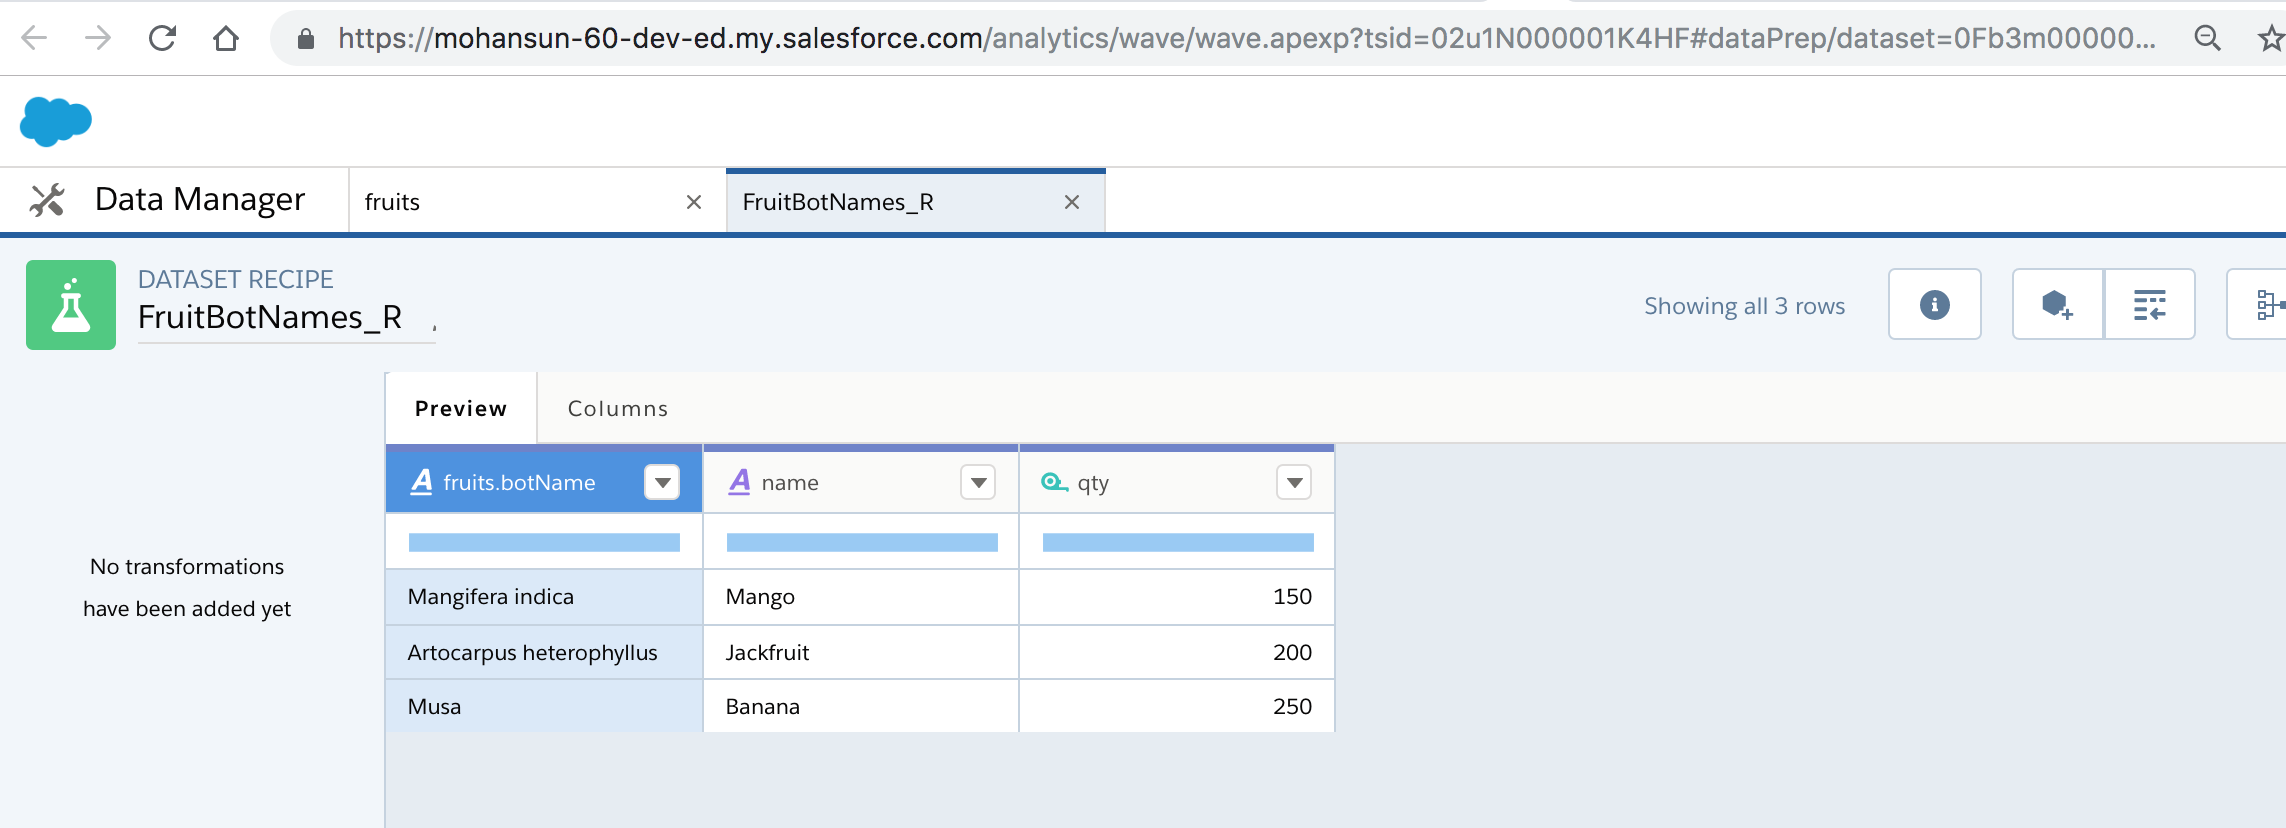 https://mohansun-60-dev-ed.my.salesforce.com/analytics/wave/wave.apexp?tsid=02u1N000001K4HF#dataPrep/dataset=0Fb3m00000...
Data Manager fruits FruitBotNames_R
DATASET RECIPE
FruitBotNames_R
Showing all 3 rows
Preview Columns
fruits.botName name qty
No transformations
have been added yet
Mangifera indica Mango 150
Artocarpus heterophyllus Jackfruit 200
Musa Banana 250